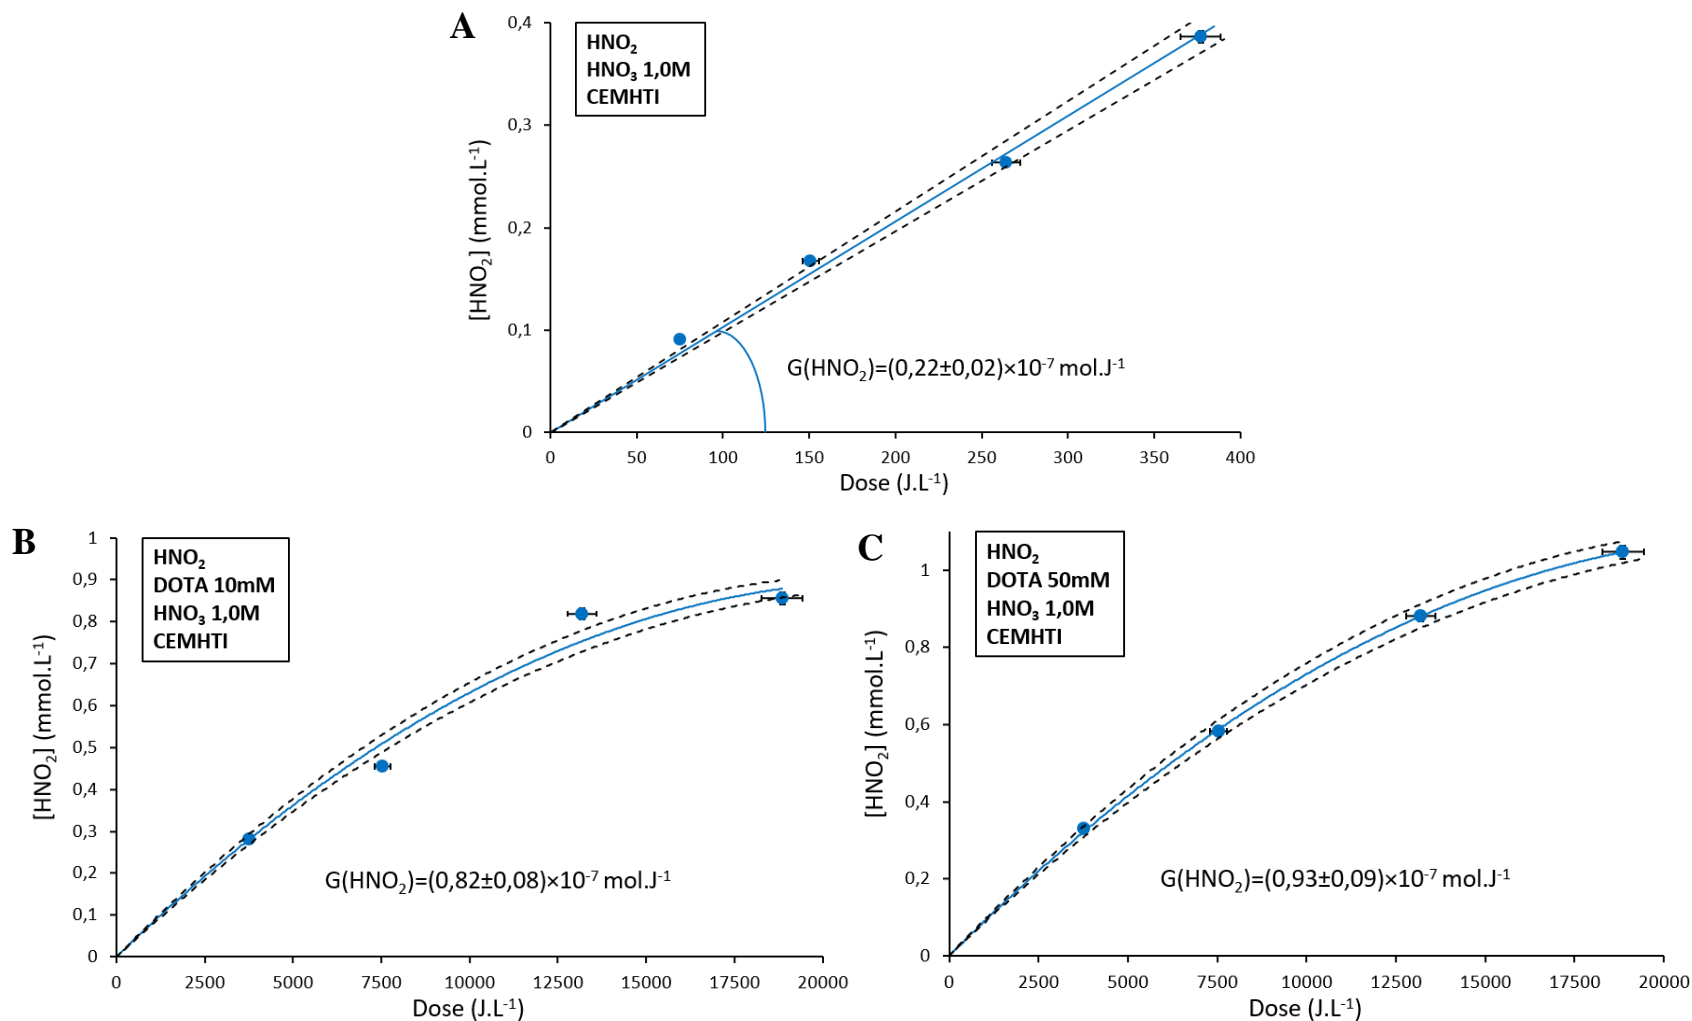 A
0,4
0,3
0,2
0,1
0
[HNO₂] (mmol.L⁻¹)
HNO₂
HNO₃ 1,0M
CEMHTI
G(HNO₂)=(0,22±0,02)×10⁻⁷ mol.J⁻¹
0 50 100 150 200 250 300 350 400
Dose (J.L⁻¹)
B
1
0,9
0,8
0,7
0,6
0,5
0,4
0,3
0,2
0,1
0
[HNO₂] (mmol.L⁻¹)
HNO₂
DOTA 10mM
HNO₃ 1,0M
CEMHTI
G(HNO₂)=(0,82±0,08)×10⁻⁷ mol.J⁻¹
0 2500 5000 7500 10000 12500 15000 17500 20000
Dose (J.L⁻¹)
C
1
0,8
0,6
0,4
0,2
0
[HNO₂] (mmol.L⁻¹)
HNO₂
DOTA 50mM
HNO₃ 1,0M
CEMHTI
G(HNO₂)=(0,93±0,09)×10⁻⁷ mol.J⁻¹
0 2500 5000 7500 10000 12500 15000 17500 20000
Dose (J.L⁻¹)